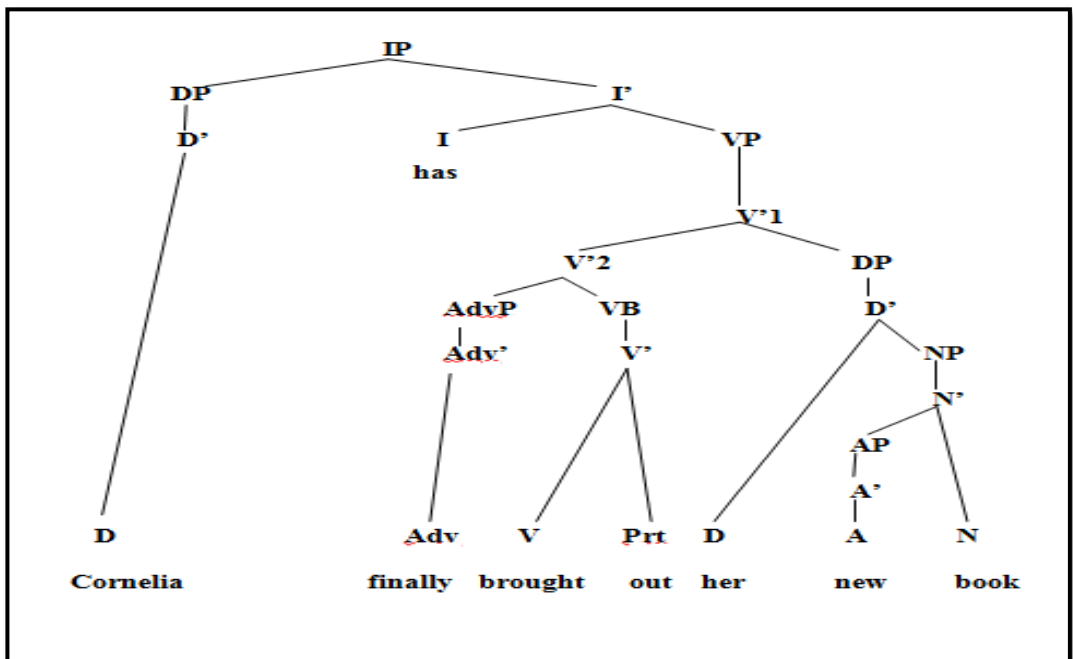 IP
DP I’
D’ I VP
has
V’1
V’2 DP
AdvP VB D’
Adv’ V’ NP
N’
AP
A’
D Adv V Prt D A N
Cornelia finally brought out her new book